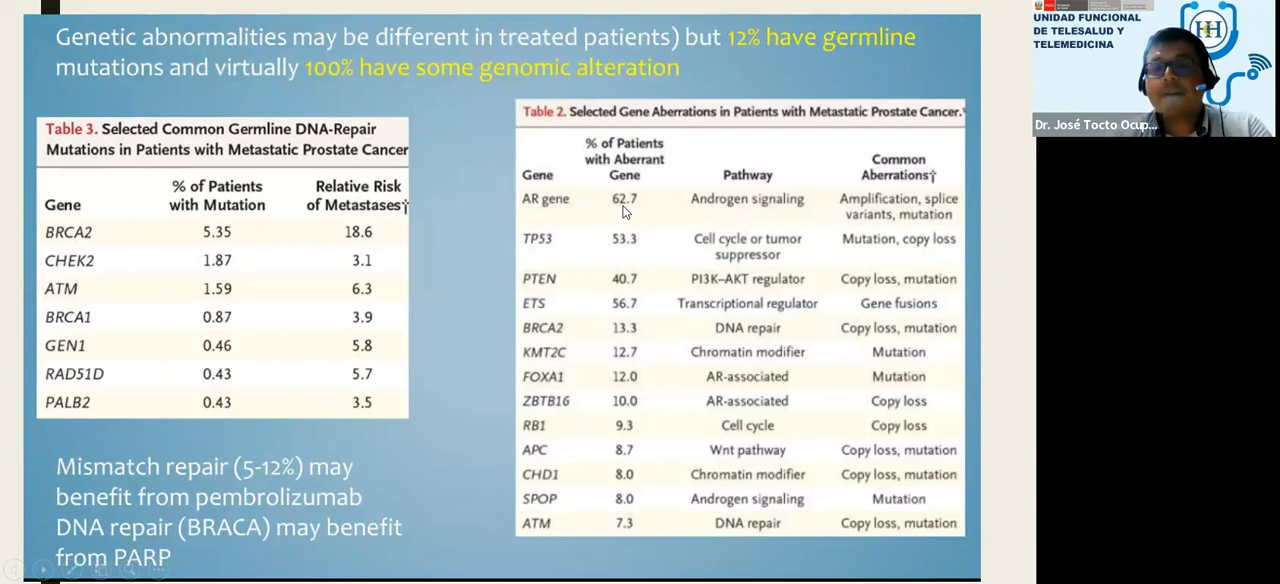 Genetic abnormalities may be different in treated patients) but 12% have germline
mutations and virtually 100% have some genomic alteration
Table 3. Selected Common Germline DNA-Repair
Mutations in Patients with Metastatic Prostate Cancer
Gene % of Patients with Mutation Relative Risk of Metastases†
BRCA2 5.35 18.6
CHEK2 1.87 3.1
ATM 1.59 6.3
BRCA1 0.87 3.9
GEN1 0.46 5.8
RAD51D 0.43 5.7
PALB2 0.43 3.5
Mismatch repair (5-12%) may
benefit from pembrolizumab
DNA repair (BRACA) may benefit
from PARP
Table 2. Selected Gene Aberrations in Patients with Metastatic Prostate Cancer.
% of Patients
with Aberrant Common
Gene Gene Pathway Aberrations†
AR gene 62.7 Androgen signaling Amplification, splice
variants, mutation
TP53 53.3 Cell cycle or tumor Mutation, copy loss
suppressor
PTEN 40.7 PI3K–AKT regulator Copy loss, mutation
ETS 56.7 Transcriptional regulator Gene fusions
BRCA2 13.3 DNA repair Copy loss, mutation
KMT2C 12.7 Chromatin modifier Mutation
FOXA1 12.0 AR-associated Mutation
ZBTB16 10.0 AR-associated Copy loss
RB1 9.3 Cell cycle Copy loss
APC 8.7 Wnt pathway Copy loss, mutation
CHD1 8.0 Chromatin modifier Copy loss, mutation
SPOP 8.0 Androgen signaling Mutation
ATM 7.3 DNA repair Copy loss, mutation
UNIDAD FUNCIONAL
DE TELESALUD Y
TELEMEDICINA
HH
Dr. José Tocto Ocup...